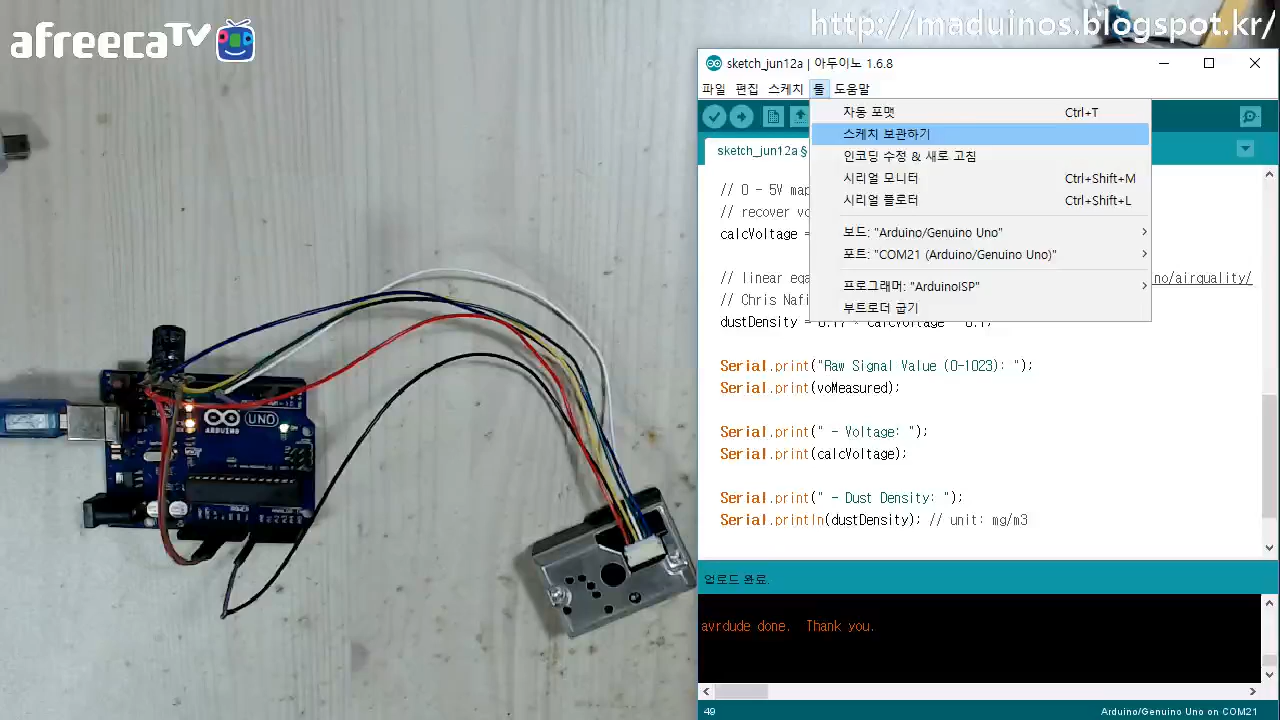 afreecaTV
http://maduinos.blogspot.kr/
sketch_jun12a | 아두이노 1.6.8
파일 편집 스케치 툴 도움말
자동 포맷 Ctrl+T
스케치 보관하기
인코딩 수정 & 새로 고침
시리얼 모니터 Ctrl+Shift+M
시리얼 플로터 Ctrl+Shift+L
보드: "Arduino/Genuino Uno"
포트: "COM21 (Arduino/Genuino Uno)"
프로그래머: "ArduinoISP"
부트로더 굽기
sketch_jun12a §
// 0 - 5V map
// recover vo
calcVoltage =
// linear eqa
no/airquality/
// Chris Nafi
dustDensity = 0.17 * calcVoltage - 0.1;
Serial.print("Raw Signal Value (0-1023): ");
Serial.print(voMeasured);
Serial.print(" - Voltage: ");
Serial.print(calcVoltage);
Serial.print(" - Dust Density: ");
Serial.println(dustDensity); // unit: mg/m3
업로드 완료.
avrdude done. Thank you.
49
Arduino/Genuino Uno on COM21
UNO